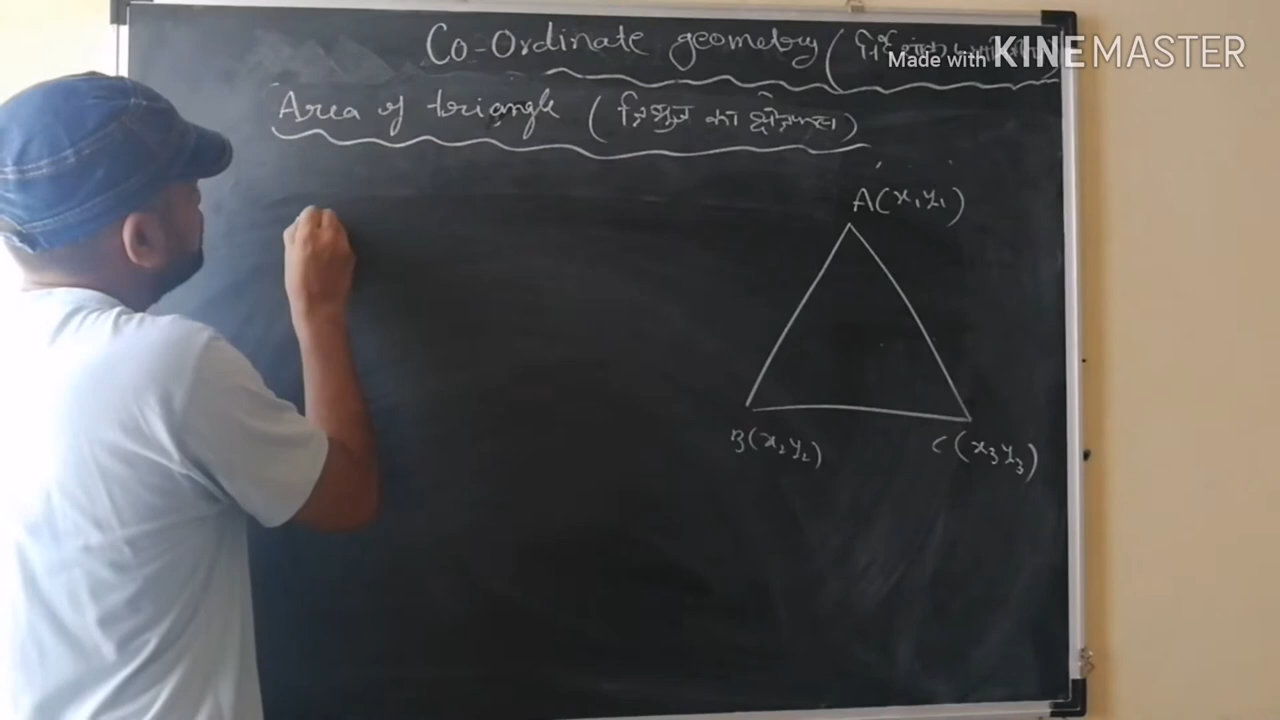 Co-Ordinate geometry (
Made with KINEMASTER
Area of triangle ( त्रिभुज का क्षेत्रफल )
A(x₁y₁)
B(x₂y₂)
C(x₃y₃)